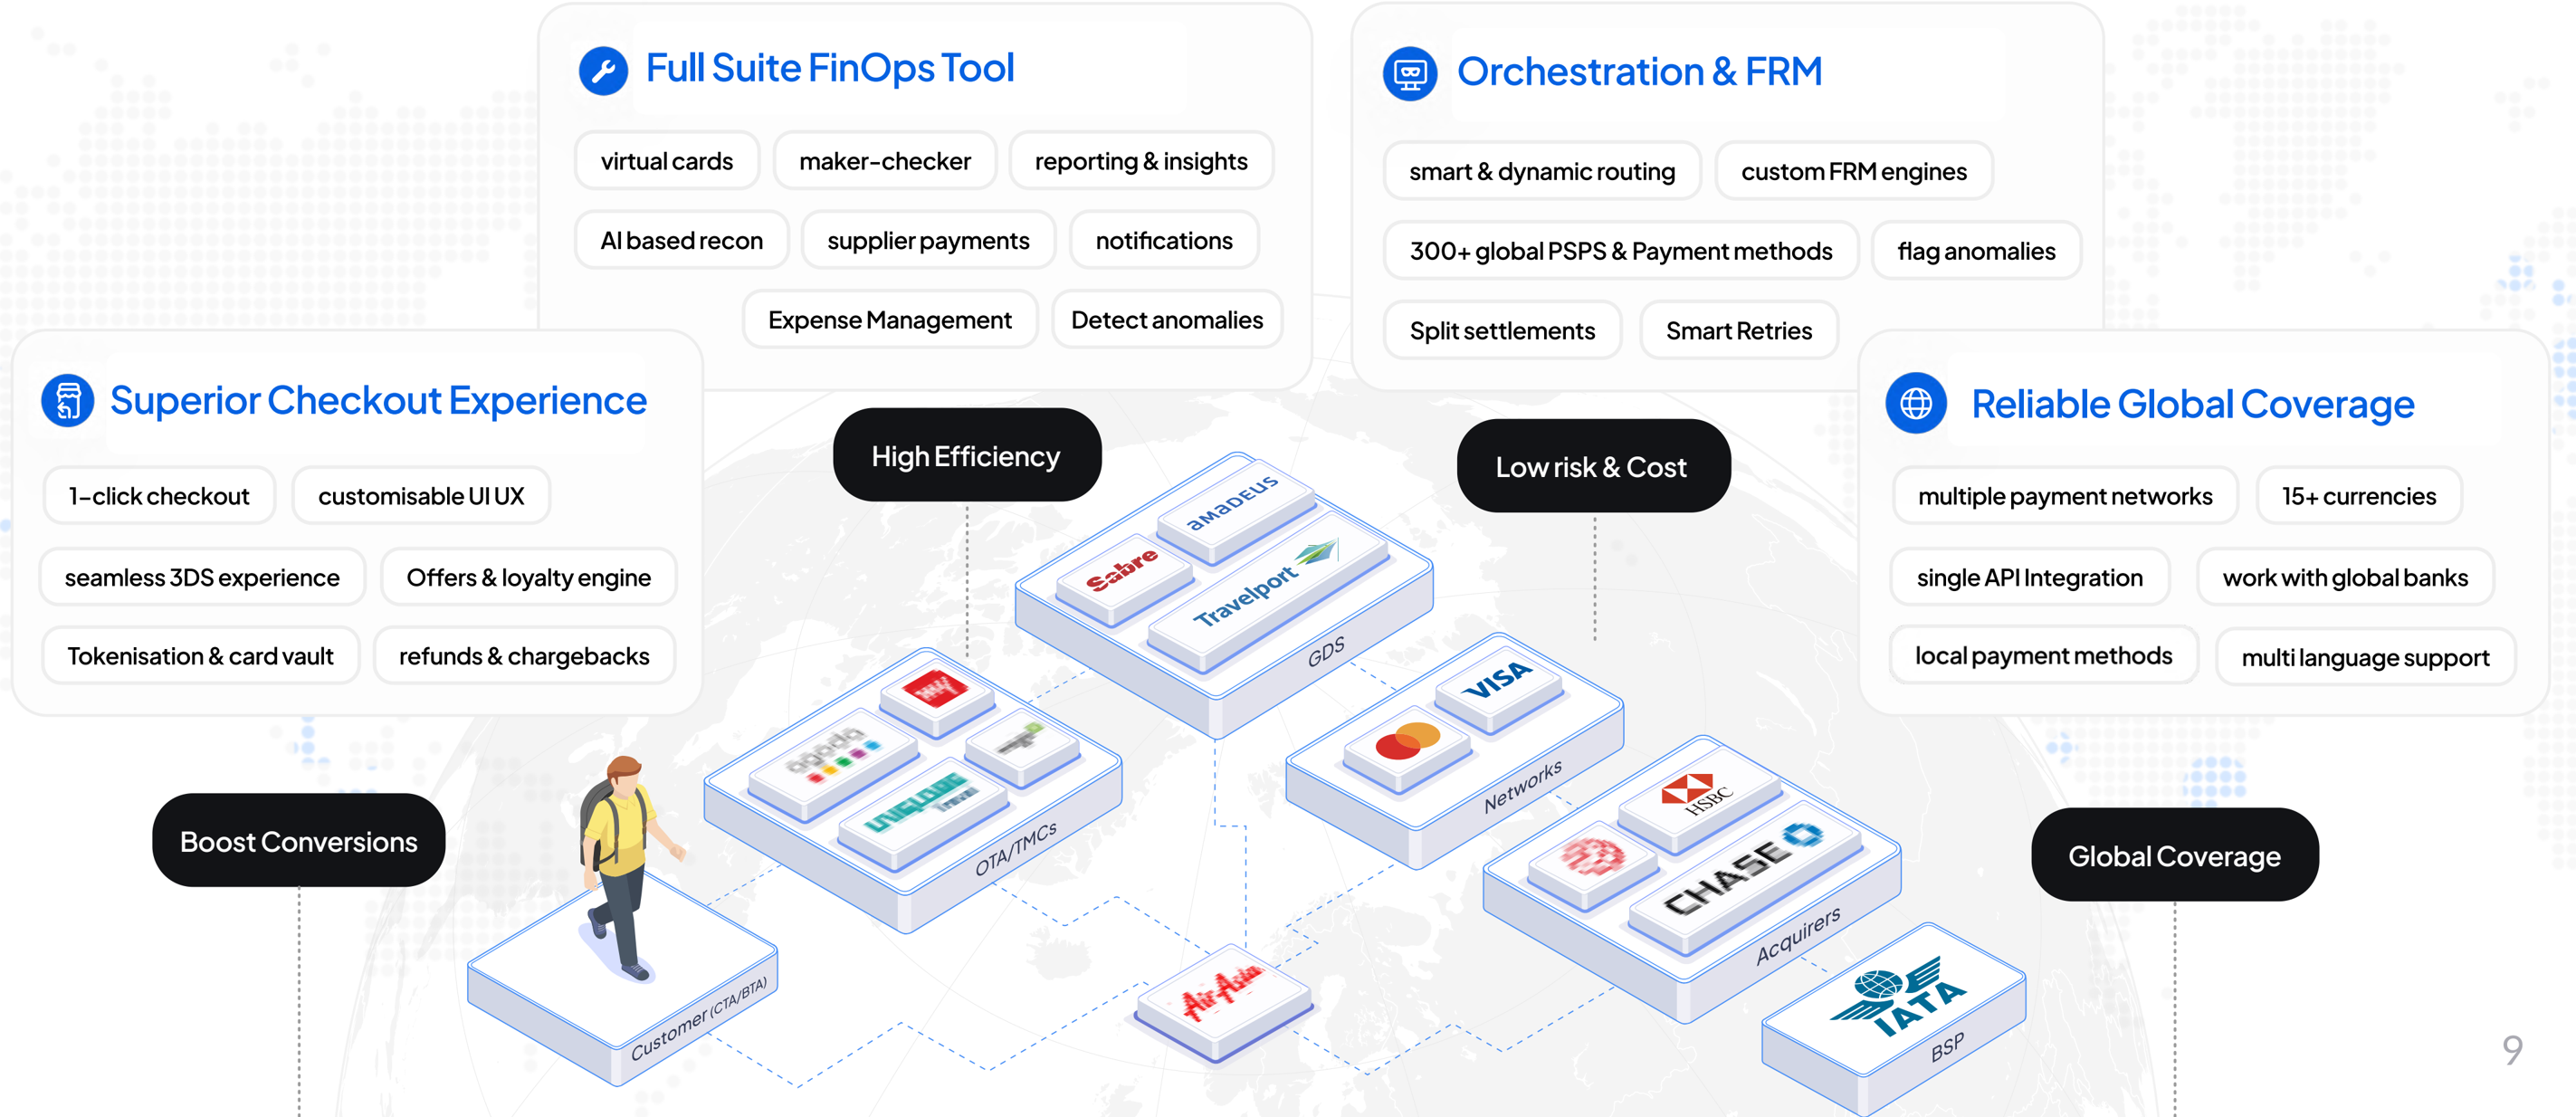 Full Suite FinOps Tool
virtual cards
maker-checker
reporting & insights
AI based recon
supplier payments
notifications
Expense Management
Detect anomalies
Orchestration & FRM
smart & dynamic routing
custom FRM engines
300+ global PSPS & Payment methods
flag anomalies
Split settlements
Smart Retries
Superior Checkout Experience
1-click checkout
customisable UI UX
seamless 3DS experience
Offers & loyalty engine
Tokenisation & card vault
refunds & chargebacks
Reliable Global Coverage
multiple payment networks
15+ currencies
single API Integration
work with global banks
local payment methods
multi language support
High Efficiency
Low risk & Cost
Boost Conversions
Global Coverage
amadeus
Sabre
Travelport
GDS
my
agoda
UNIGLOBE
Travel
OTA/TMCs
VISA
Networks
HSBC
CHASE
Acquirers
IATA
BSP
AirAsia
Customer (CTA/BTA)
9